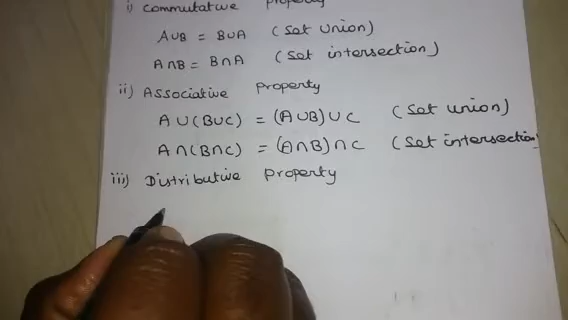 i) Commutative Property
A∪B = B∪A (Set Union)
A∩B = B∩A (Set intersection)
ii) Associative Property
A∪(B∪C) = (A∪B)∪C (Set union)
A∩(B∩C) = (A∩B)∩C (Set intersection)
iii) Distributive Property